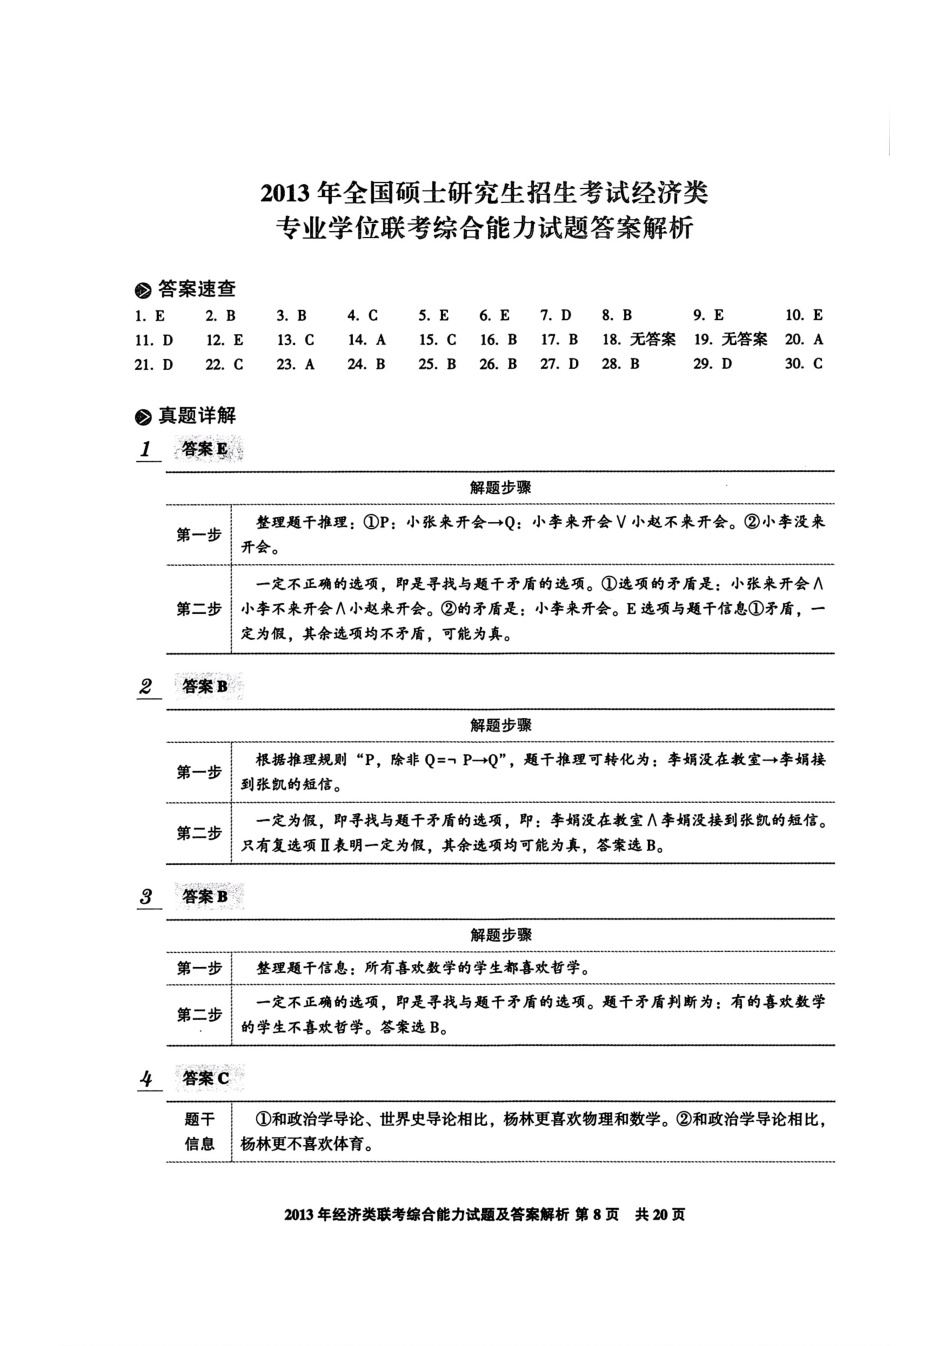 2013 年全国硕士研究生招生考试经济类
专业学位联考综合能力试题答案解析
答案速查
1. E 2. B 3. B 4. C 5. E 6. E 7. D 8. B 9. E 10. E
11. D 12. E 13. C 14. A 15. C 16. B 17. B 18. 无答案 19. 无答案 20. A
21. D 22. C 23. A 24. B 25. B 26. B 27. D 28. B 29. D 30. C
真题详解
1 答案 E
解题步骤
第一步 整理题干推理：①P：小张来开会→Q：小李来开会∨小赵不来开会。②小李没来
开会。
一定不正确的选项，即是寻找与题干矛盾的选项。①选项的矛盾是：小张来开会∧
第二步 小李不来开会∧小赵来开会。②的矛盾是：小李来开会。E 选项与题干信息①矛盾，一
定为假，其余选项均不矛盾，可能为真。
2 答案 B
解题步骤
第一步 根据推理规则“P，除非 Q=¬ P→Q”，题干推理可转化为：李娟没在教室→李娟接
到张凯的短信。
第二步 一定为假，即寻找与题干矛盾的选项，即：李娟没在教室∧李娟没接到张凯的短信。
只有复选项Ⅱ表明一定为假，其余选项均可能为真，答案选 B。
3 答案 B
解题步骤
第一步 整理题干信息：所有喜欢数学的学生都喜欢哲学。
第二步 一定不正确的选项，即是寻找与题干矛盾的选项。题干矛盾判断为：有的喜欢数学
的学生不喜欢哲学。答案选 B。
4 答案 C
题干 ①和政治学导论、世界史导论相比，杨林更喜欢物理和数学。②和政治学导论相比，
信息 杨林更不喜欢体育。
2013 年经济类联考综合能力试题及答案解析 第 8 页 共 20 页